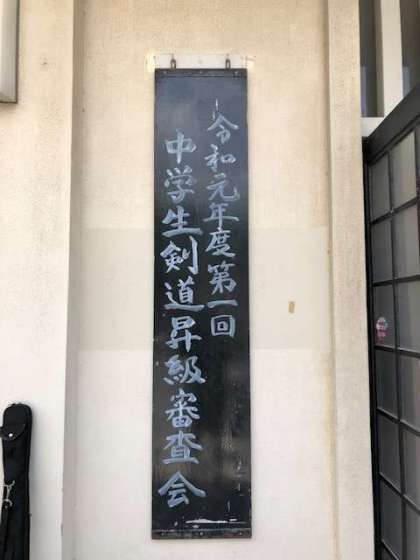 令和元年度第一回
中学生剣道昇級審査会